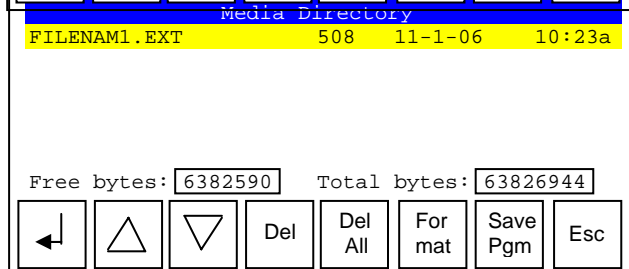 Media Directory
FILENAM1.EXT 508 11-1-06 10:23a
Free bytes: 6382590 Total bytes: 63826944
Del Del All For mat Save Pgm Esc